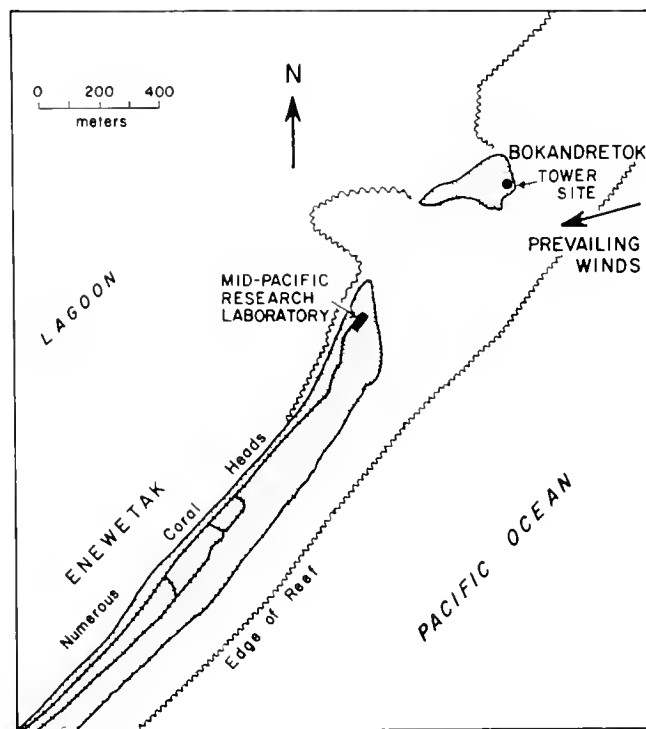 N
0 200 400
meters
BOKANDRETOK
TOWER
SITE
PREVAILING
WINDS
MID-PACIFIC
RESEARCH
LABORATORY
LAGOON
ENEWETAK
Numerous Coral Heads
Edge of Reef
PACIFIC OCEAN